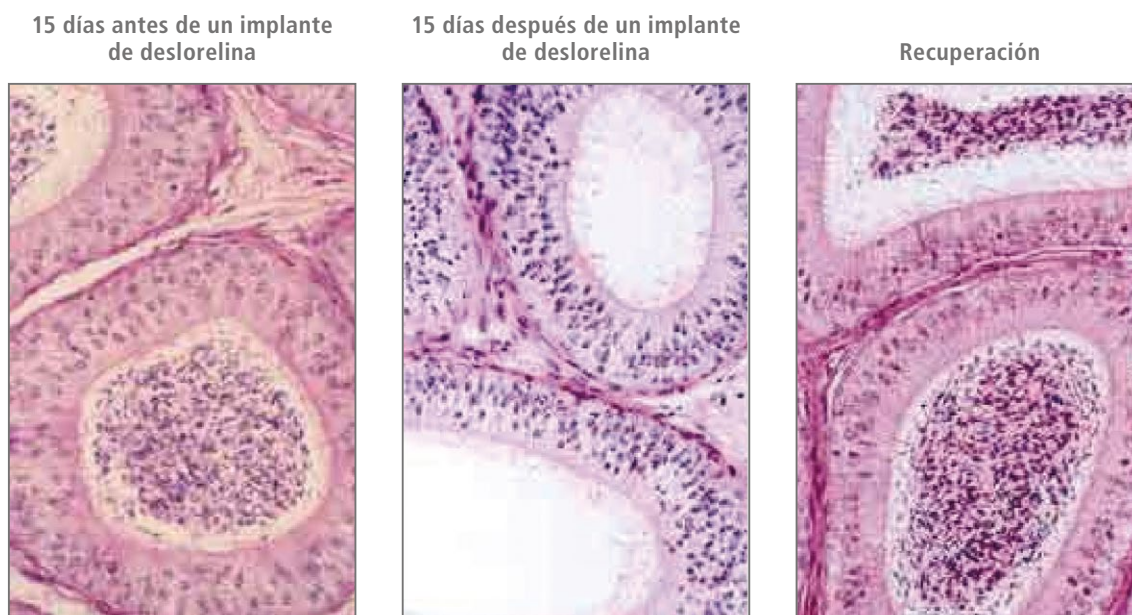 15 días antes de un implante
de deslorelina
15 días después de un implante
de deslorelina
Recuperación